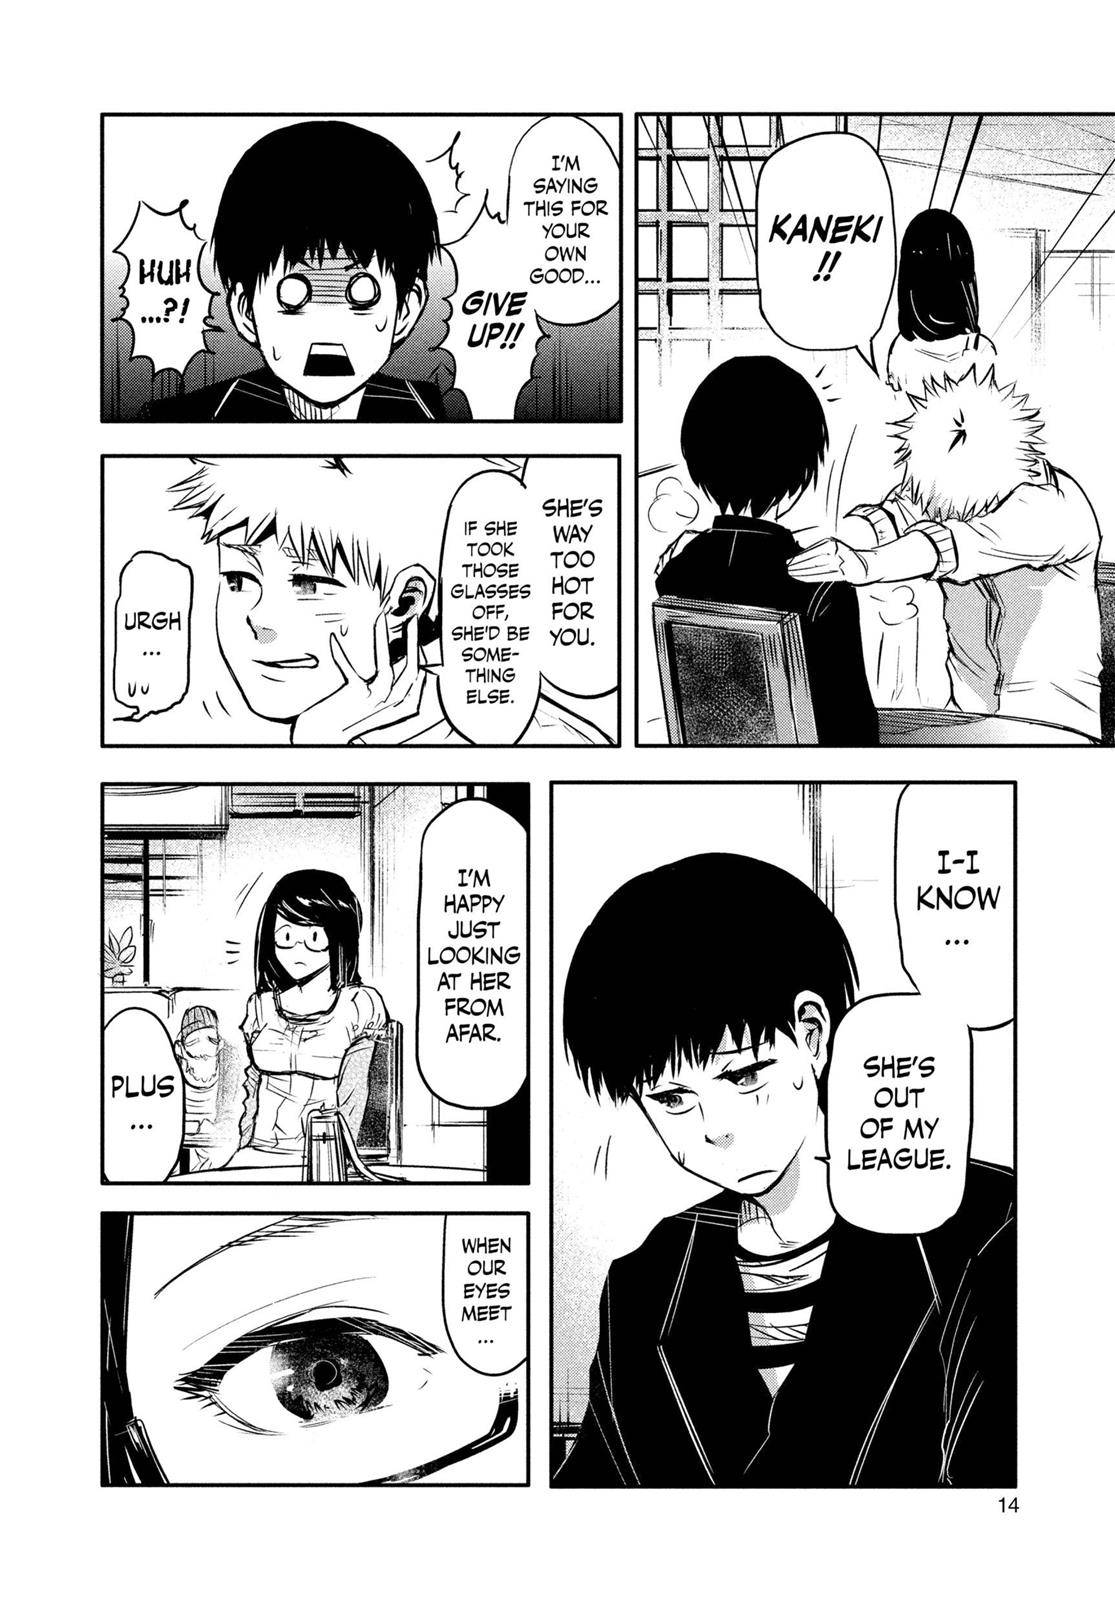 KANEKI
!!
I'M
SAYING
THIS FOR
YOUR
OWN
GOOD...
GIVE
UP!!
HUH
...?!
SHE'S
WAY
TOO
HOT
FOR
YOU.
IF SHE
TOOK
THOSE
GLASSES
OFF,
SHE'D BE
SOME-
THING
ELSE.
URGH
...
I-I
KNOW
...
SHE'S
OUT
OF MY
LEAGUE.
I'M
HAPPY
JUST
LOOKING
AT HER
FROM
AFAR.
PLUS
...
WHEN
OUR
EYES
MEET
...
14